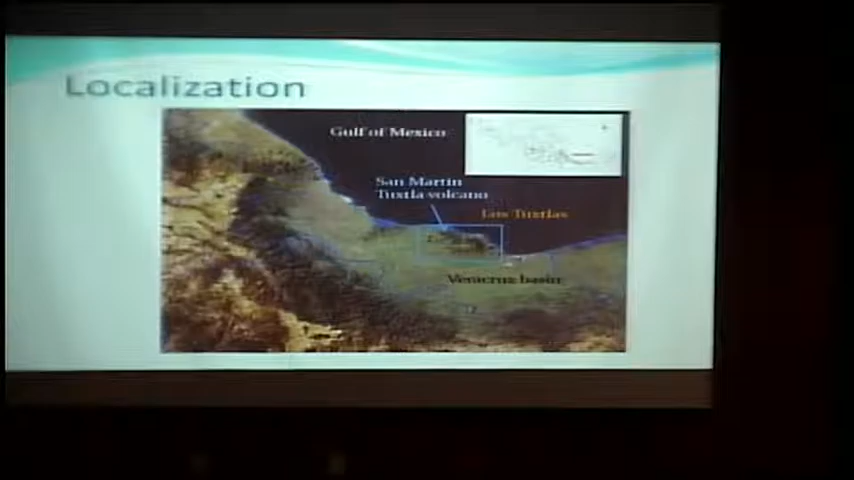 Localization
Gulf of Mexico
San Martin
Tuxtla volcano
Los Tuxtlas
Veracruz basin